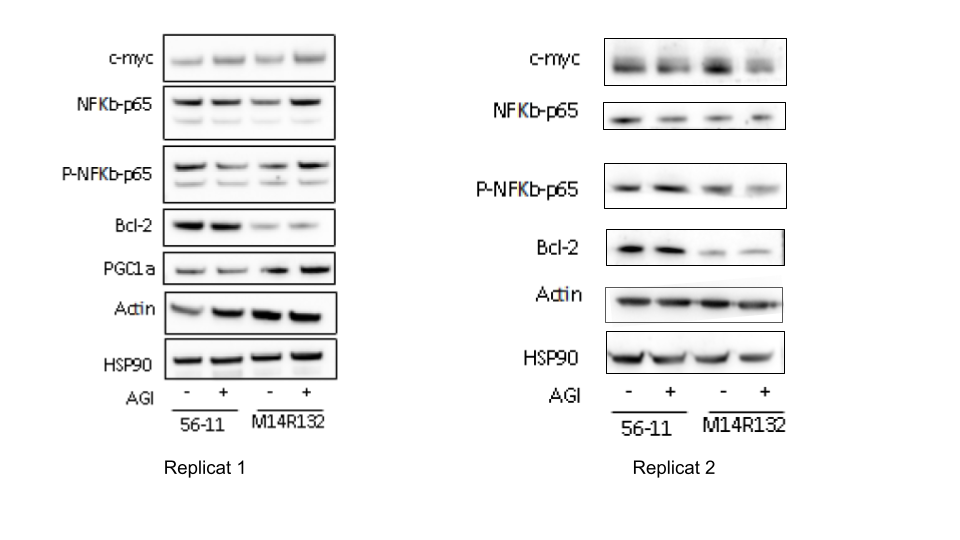 c-myc
NFKb-p65
P-NFKb-p65
Bcl-2
PGC1a
Actin
HSP90
AGI - + - +
56-11 M14R132
Replicat 1
c-myc
NFKb-p65
P-NFKb-p65
Bcl-2
Actin
HSP90
AGI - + - +
56-11 M14R132
Replicat 2